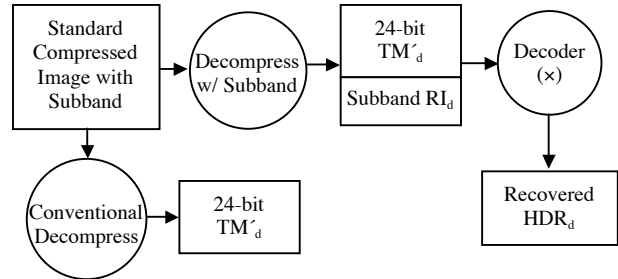 Standard
Compressed
Image with
Subband
Decompress
w/ Subband
24-bit
TM´d
Subband RId
Decoder
(×)
Conventional
Decompress
24-bit
TM´d
Recovered
HDRd